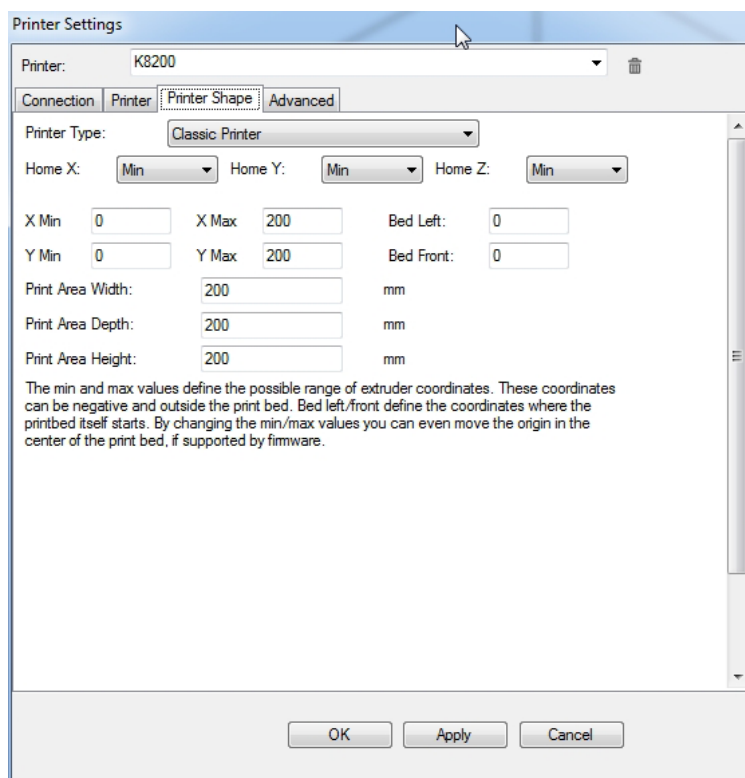 Printer Settings
Printer: K8200
Connection Printer Printer Shape Advanced
Printer Type: Classic Printer
Home X: Min Home Y: Min Home Z: Min
X Min 0 X Max 200 Bed Left: 0
Y Min 0 Y Max 200 Bed Front: 0
Print Area Width: 200 mm
Print Area Depth: 200 mm
Print Area Height: 200 mm
The min and max values define the possible range of extruder coordinates. These coordinates
can be negative and outside the print bed. Bed left/front define the coordinates where the
printbed itself starts. By changing the min/max values you can even move the origin in the
center of the print bed, if supported by firmware.
OK Apply Cancel